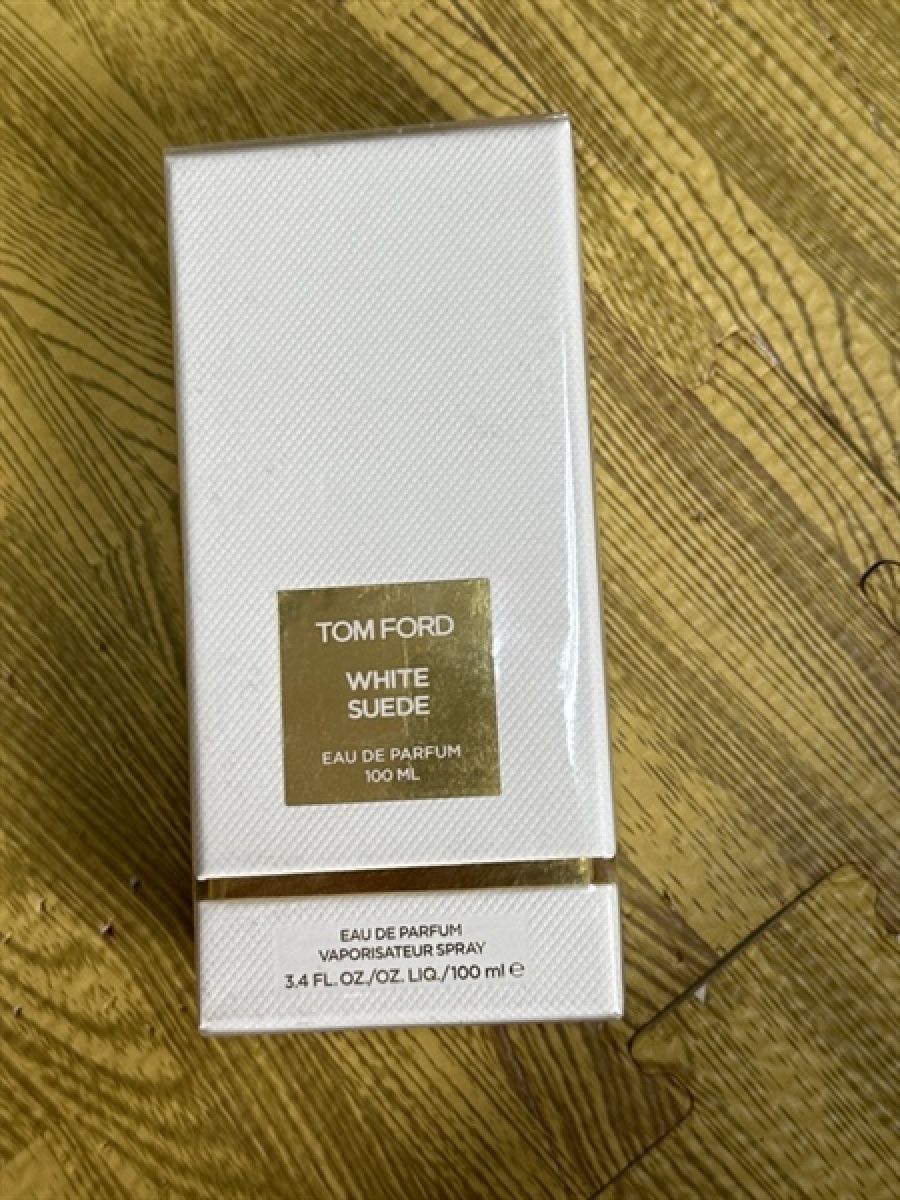 TOM FORD
WHITE
SUEDE
EAU DE PARFUM
100 ML
EAU DE PARFUM
VAPORISATEUR SPRAY
3.4 FL. OZ./OZ. LIQ./100 ml ℮